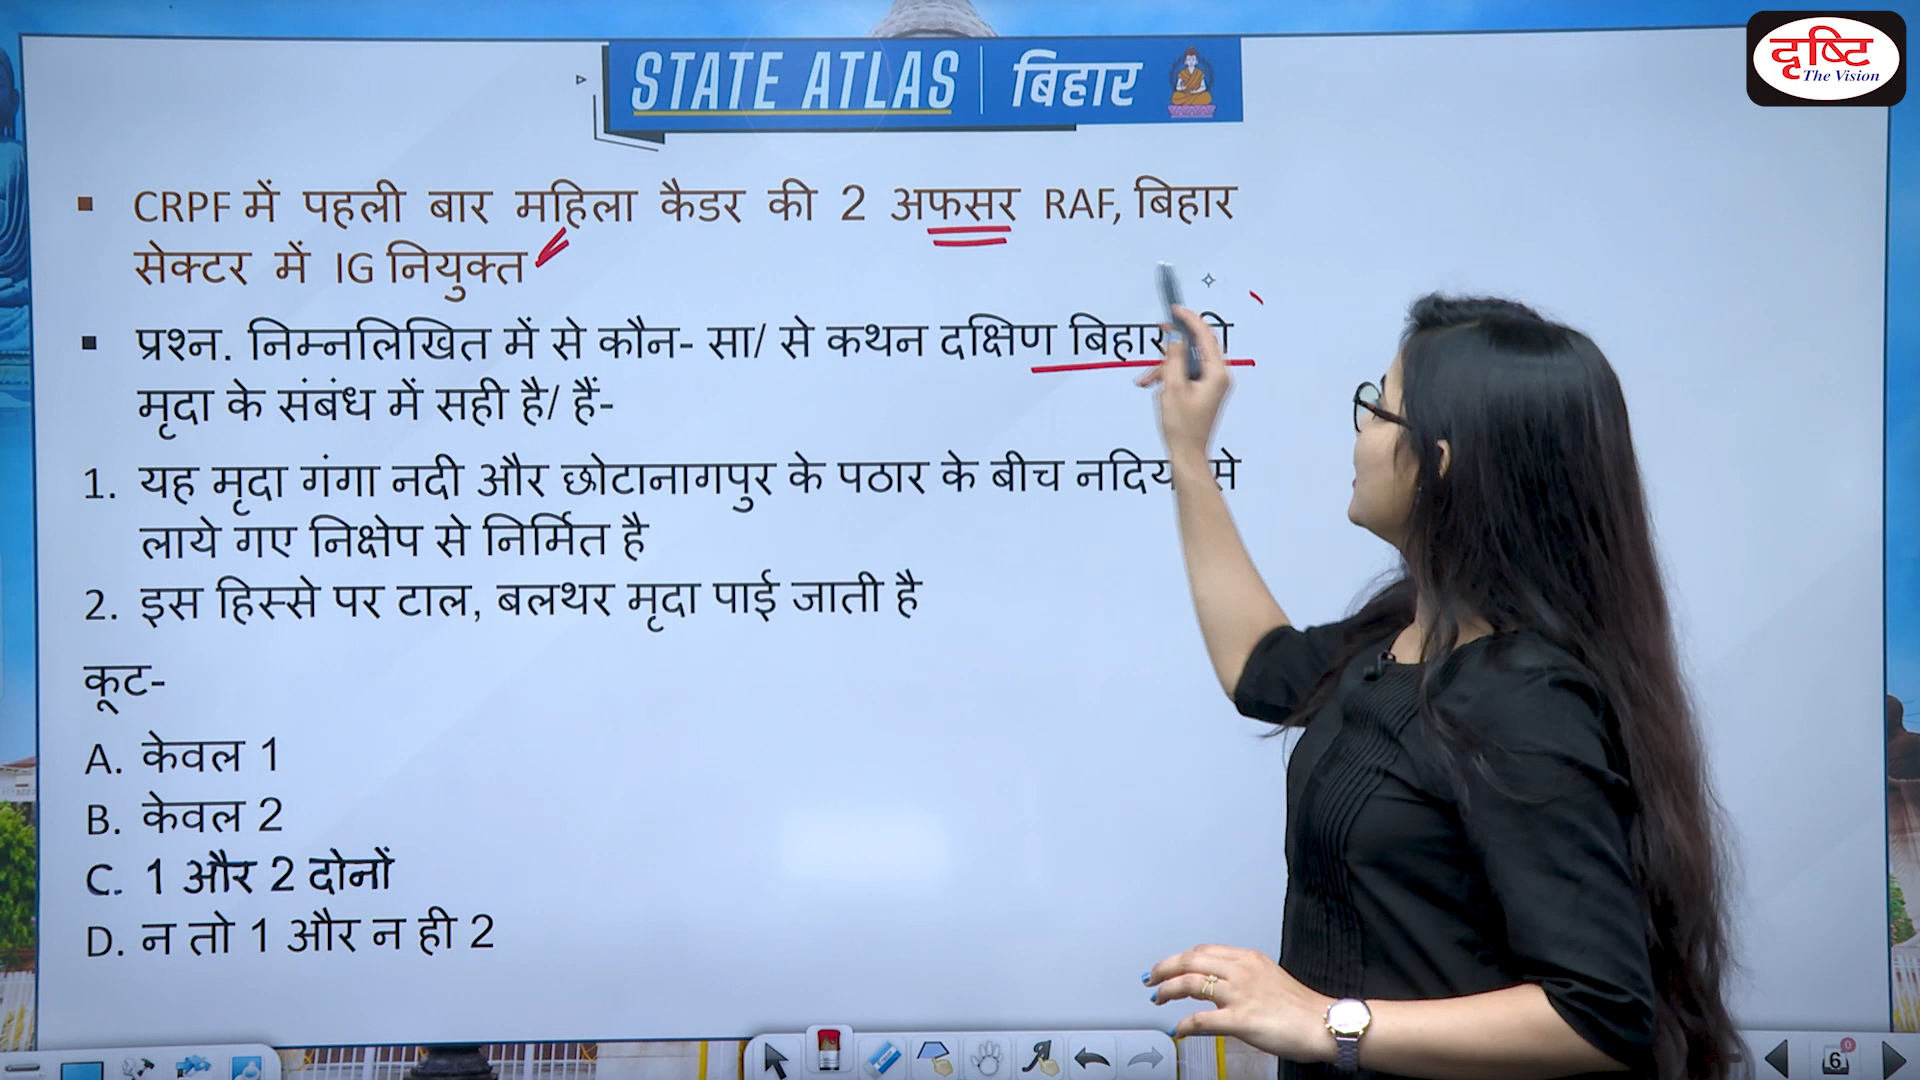 दृष्टि
The Vision
STATE ATLAS बिहार
▪ CRPF में पहली बार महिला कैडर की 2 अफसर RAF, बिहार
सेक्टर में IG नियुक्त
▪ प्रश्न. निम्नलिखित में से कौन- सा/ से कथन दक्षिण बिहार
मृदा के संबंध में सही है/ हैं-
1. यह मृदा गंगा नदी और छोटानागपुर के पठार के बीच से
लाये गए निक्षेप से निर्मित है
2. इस हिस्से पर टाल, बलथर मृदा पाई जाती है
कूट-
A. केवल 1
B. केवल 2
C. 1 और 2 दोनों
D. न तो 1 और न ही 2
6
0